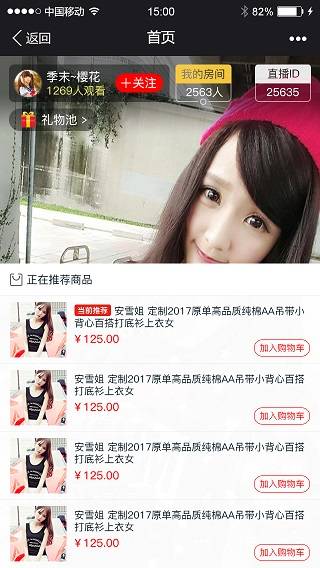 中国移动 15:00 82%
返回 首页
季末~樱花 +关注 我的房间 直播ID
1269人观看 2563人 25635
礼物池 >
正在推荐商品
当前推荐 安雪姐 定制2017原单高品质纯棉AA吊带小
背心百搭打底衫上衣女
¥125.00
加入购物车
安雪姐 定制2017原单高品质纯棉AA吊带小背心百搭
打底衫上衣女
¥125.00
加入购物车
安雪姐 定制2017原单高品质纯棉AA吊带小背心百搭
打底衫上衣女
¥125.00
加入购物车
安雪姐 定制2017原单高品质纯棉AA吊带小背心百搭
打底衫上衣女
¥125.00
加入购物车